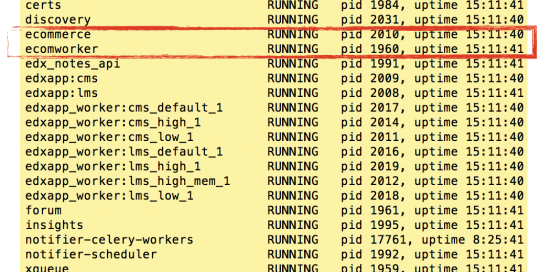 certs RUNNING pid 1984, uptime 15:11:41
discovery RUNNING pid 2031, uptime 15:11:40
ecommerce RUNNING pid 2010, uptime 15:11:40
ecomworker RUNNING pid 1960, uptime 15:11:41
edx_notes_api RUNNING pid 1991, uptime 15:11:41
edxapp:cms RUNNING pid 2009, uptime 15:11:40
edxapp:lms RUNNING pid 2008, uptime 15:11:41
edxapp_worker:cms_default_1 RUNNING pid 2017, uptime 15:11:40
edxapp_worker:cms_high_1 RUNNING pid 2014, uptime 15:11:40
edxapp_worker:cms_low_1 RUNNING pid 2011, uptime 15:11:40
edxapp_worker:lms_default_1 RUNNING pid 2016, uptime 15:11:40
edxapp_worker:lms_high_1 RUNNING pid 2019, uptime 15:11:40
edxapp_worker:lms_high_mem_1 RUNNING pid 2012, uptime 15:11:40
edxapp_worker:lms_low_1 RUNNING pid 2018, uptime 15:11:40
forum RUNNING pid 1961, uptime 15:11:41
insights RUNNING pid 1995, uptime 15:11:41
notifier-celery-workers RUNNING pid 17761, uptime 8:25:41
notifier-scheduler RUNNING pid 1992, uptime 15:11:41
xqueue RUNNING pid 1959, uptime 15:11:41